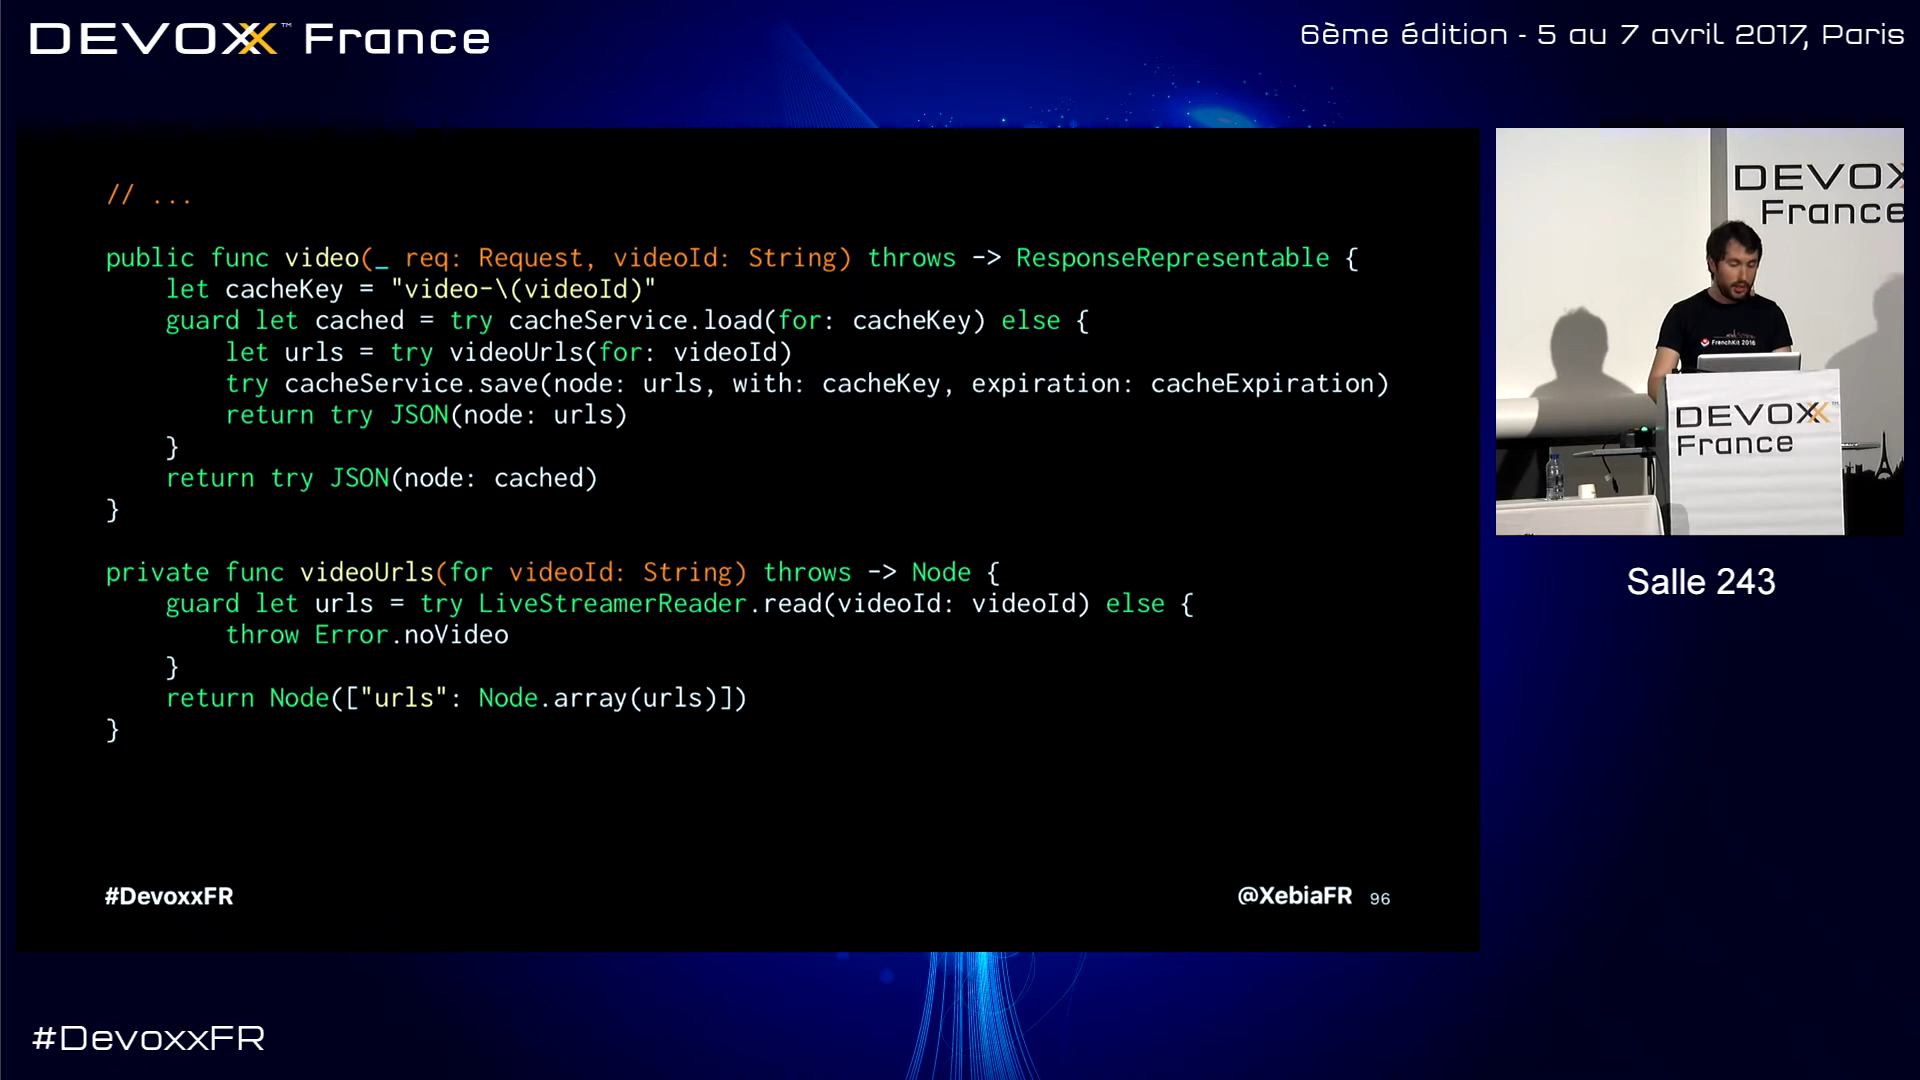 DEVOXX™ France
6ème édition - 5 au 7 avril 2017, Paris
// ...
public func video(_ req: Request, videoId: String) throws -> ResponseRepresentable {
    let cacheKey = "video-\(videoId)"
    guard let cached = try cacheService.load(for: cacheKey) else {
        let urls = try videoUrls(for: videoId)
        try cacheService.save(node: urls, with: cacheKey, expiration: cacheExpiration)
        return try JSON(node: urls)
    }
    return try JSON(node: cached)
}
private func videoUrls(for videoId: String) throws -> Node {
    guard let urls = try LiveStreamerReader.read(videoId: videoId) else {
        throw Error.noVideo
    }
    return Node(["urls": Node.array(urls)])
}
#DevoxxFR
@XebiaFR 96
DEVOX
France
FrenchKit 2016
DEVOXX™
France
Salle 243
#DevoxxFR